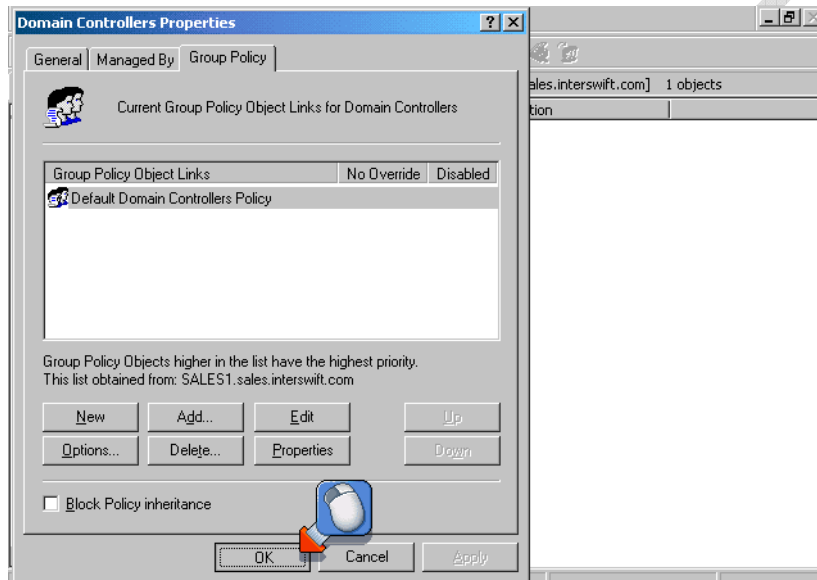 Domain Controllers Properties
General Managed By Group Policy
Current Group Policy Object Links for Domain Controllers
Group Policy Object Links No Override Disabled
Default Domain Controllers Policy
Group Policy Objects higher in the list have the highest priority.
This list obtained from: SALES1.sales.interswift.com
New Add... Edit Up
Options... Delete... Properties Down
Block Policy inheritance
OK Cancel Apply
ales.interswift.com] 1 objects
tion